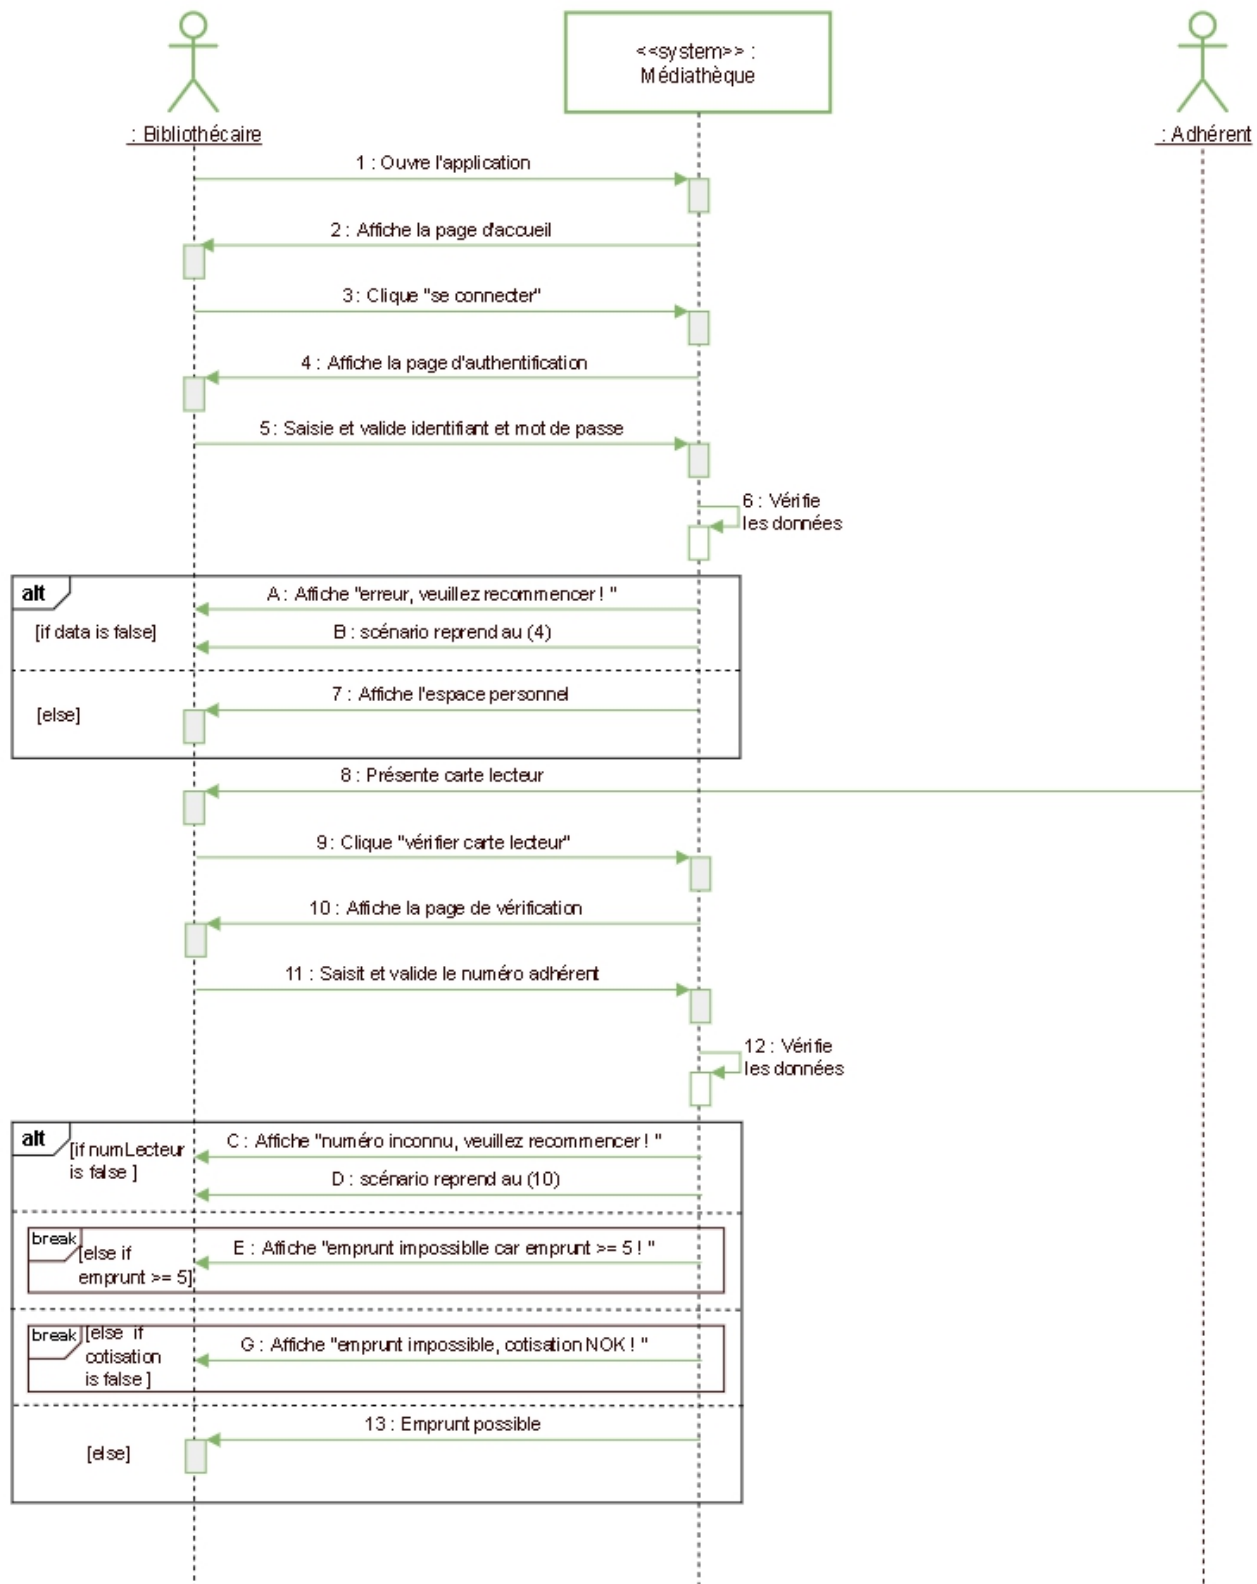 <<system>> :
Médiathèque
: Bibliothécaire
: Adhérent
1 : Ouvre l'application
2 : Affiche la page d'accueil
3 : Clique "se connecter"
4 : Affiche la page d'authentification
5 : Saisie et valide identifiant et mot de passe
6 : Vérifie
les données
alt
A : Affiche "erreur, veuillez recommencer ! "
[if data is false]
B : scénario reprend au (4)
7 : Affiche l'espace personnel
[else]
8 : Présente carte lecteur
9 : Clique "vérifier carte lecteur"
10 : Affiche la page de vérification
11 : Saisit et valide le numéro adhérent
12 : Vérifie
les données
alt
[if numLecteur
is false ]
C : Affiche "numéro inconnu, veuillez recommencer ! "
D : scénario reprend au (10)
break
[else if
emprunt >= 5]
E : Affiche "emprunt impossiblle car emprunt >= 5 ! "
break
[else if
cotisation
is false ]
G : Affiche "emprunt impossible, cotisation NOK ! "
13 : Emprunt possible
[else]